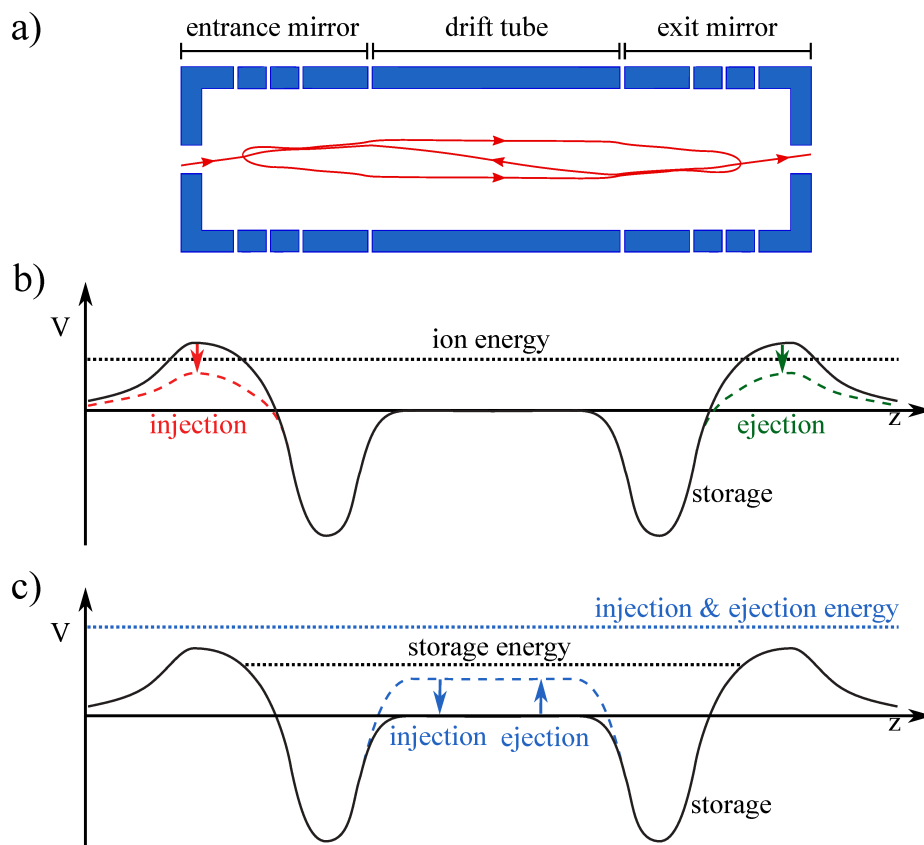 a)
entrance mirror drift tube exit mirror
b)
V
ion energy
injection
ejection
z
storage
c)
injection & ejection energy
V
storage energy
z
injection ejection
storage